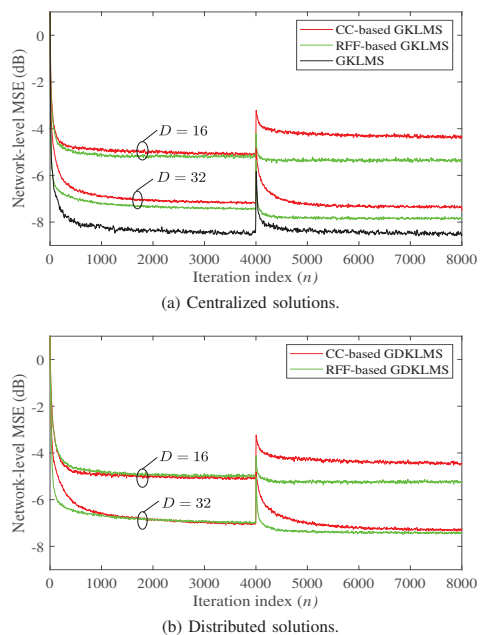 CC-based GKLMS
RFF-based GKLMS
GKLMS
Network-level MSE (dB)
0
-2
-4
-6
-8
D = 16
D = 32
0 1000 2000 3000 4000 5000 6000 7000 8000
Iteration index (n)
(a) Centralized solutions.
CC-based GDKLMS
RFF-based GDKLMS
Network-level MSE (dB)
0
-2
-4
-6
-8
D = 16
D = 32
0 1000 2000 3000 4000 5000 6000 7000 8000
Iteration index (n)
(b) Distributed solutions.